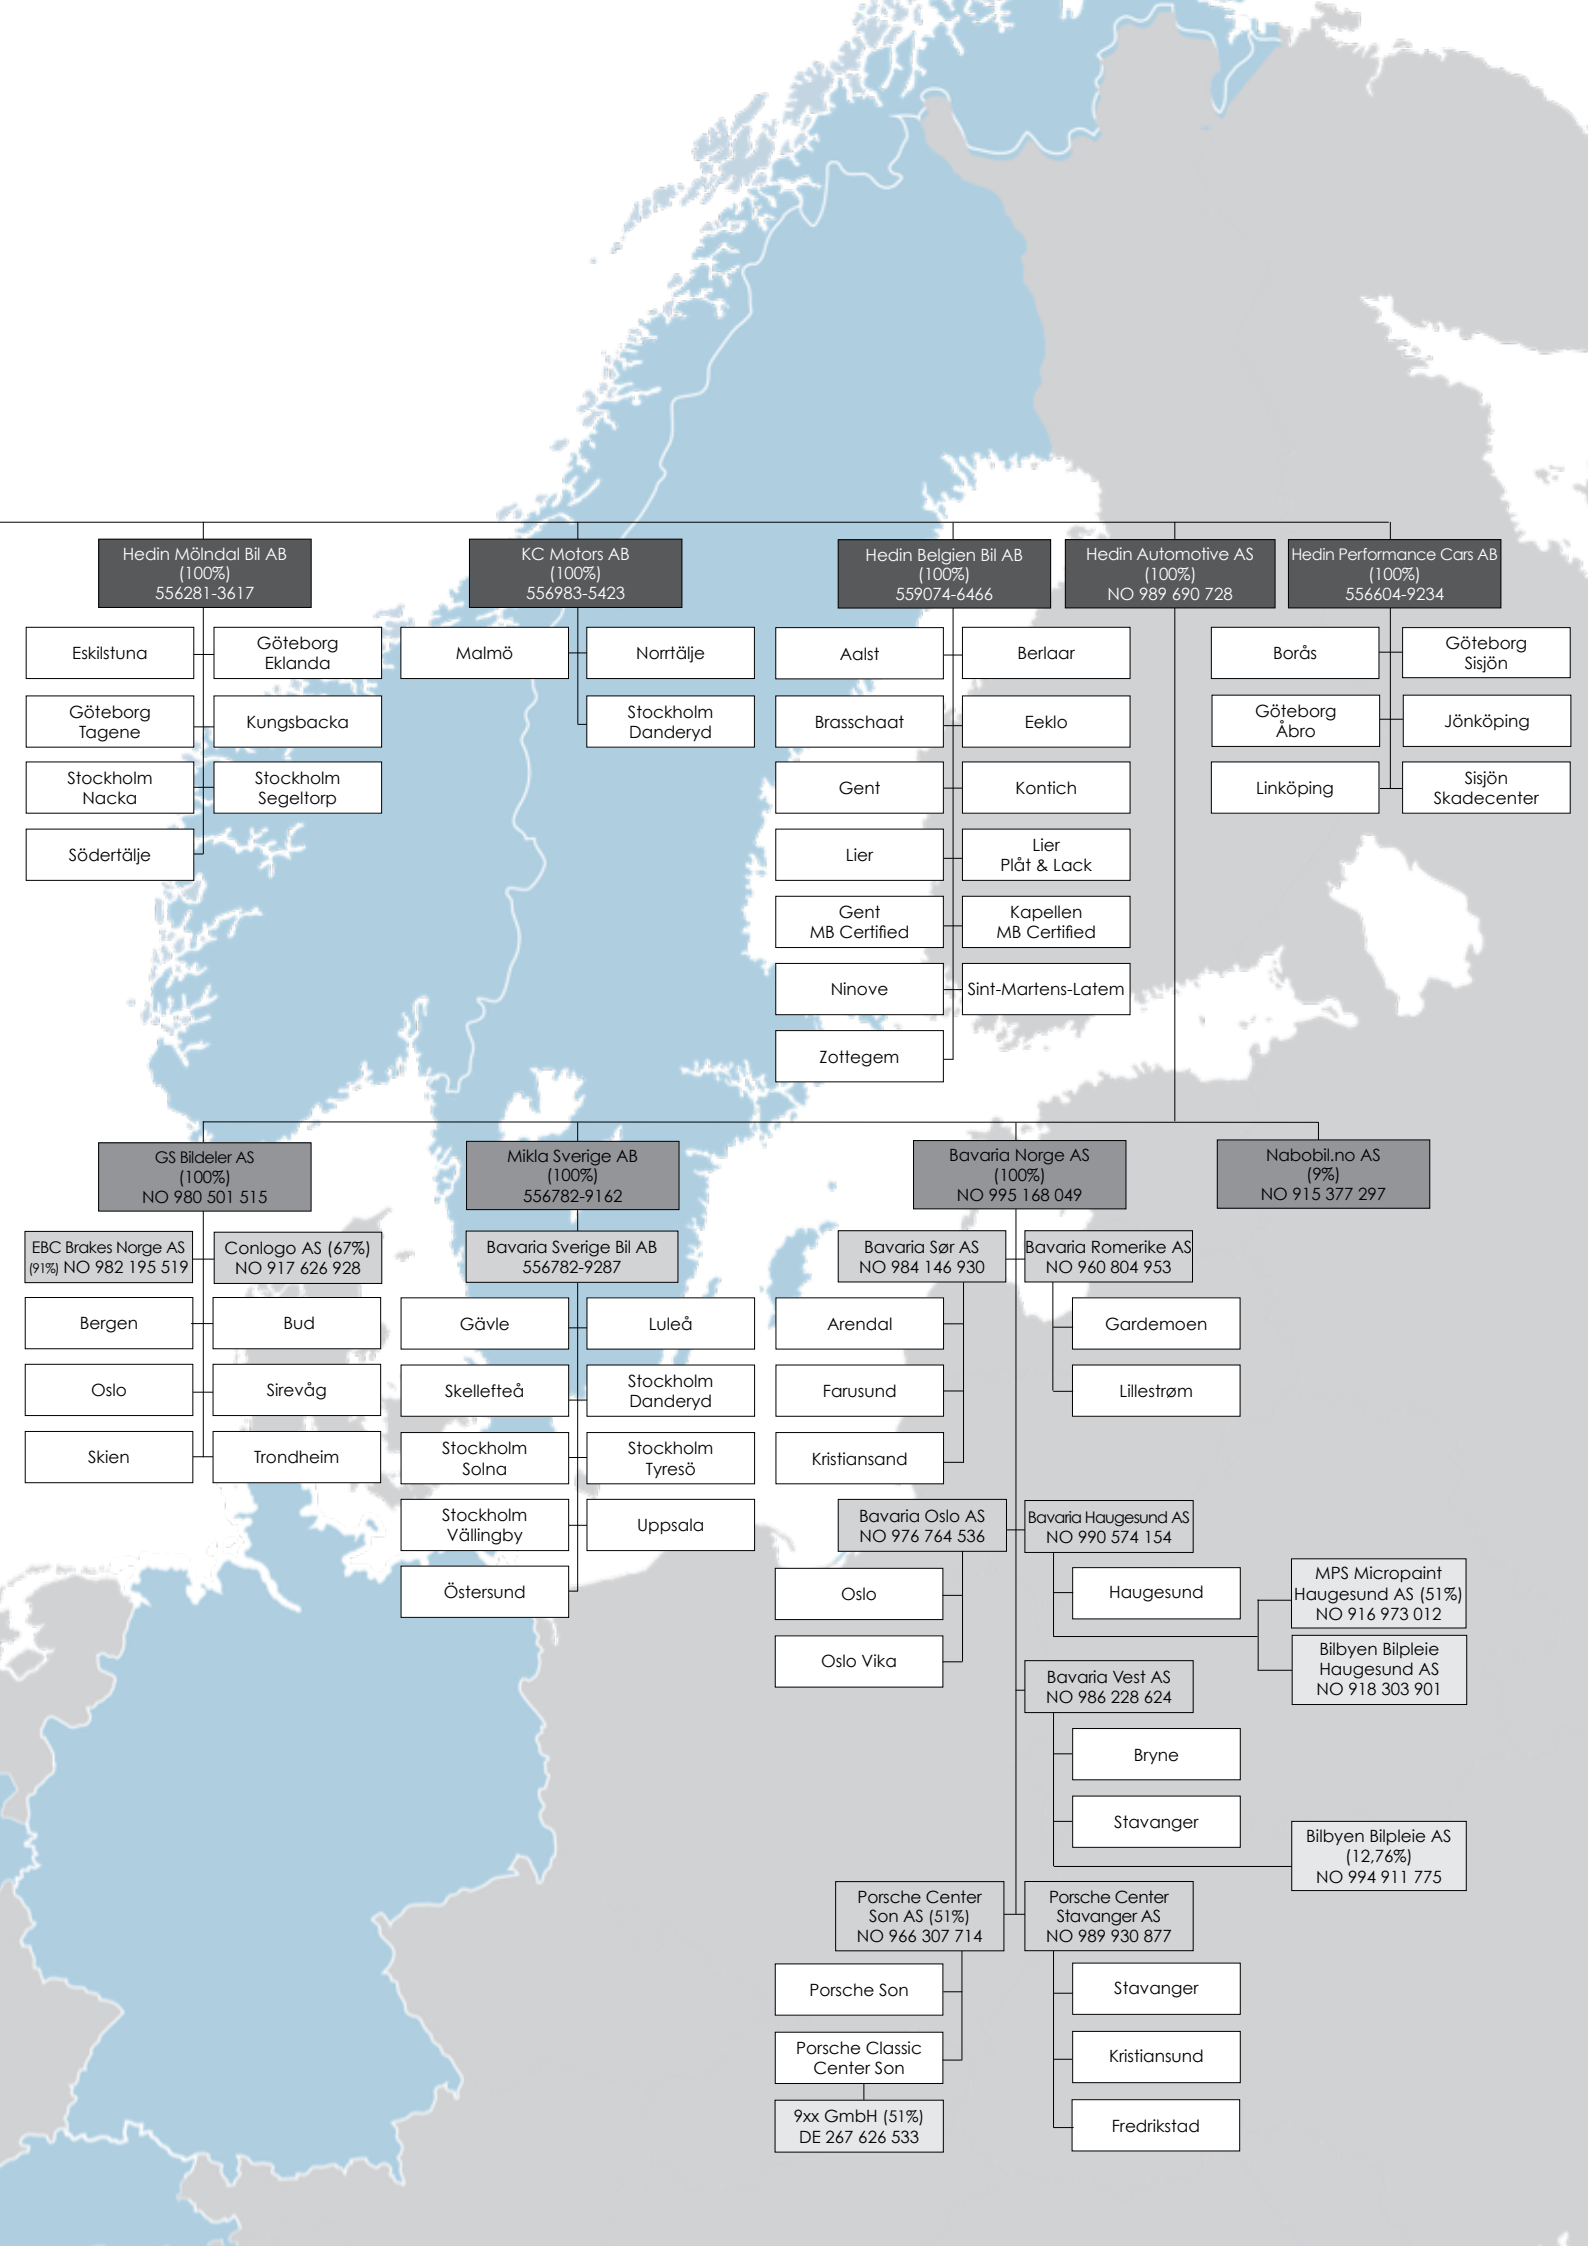 Hedin Mölndal Bil AB
(100%)
556281-3617
Eskilstuna
Göteborg
Eklanda
Göteborg
Tagene
Kungsbacka
Stockholm
Nacka
Stockholm
Segeltorp
Södertälje
KC Motors AB
(100%)
556983-5423
Malmö
Norrtälje
Stockholm
Danderyd
Hedin Belgien Bil AB
(100%)
559074-6466
Aalst
Berlaar
Brasschaat
Eeklo
Gent
Kontich
Lier
Lier
Plåt & Lack
Gent
MB Certified
Kapellen
MB Certified
Ninove
Sint-Martens-Latem
Zottegem
Hedin Automotive AS
(100%)
NO 989 690 728
Hedin Performance Cars AB
(100%)
556604-9234
Borås
Göteborg
Sisjön
Göteborg
Åbro
Jönköping
Linköping
Sisjön
Skadecenter
GS Bildeler AS
(100%)
NO 980 501 515
EBC Brakes Norge AS
(91%) NO 982 195 519
Conlogo AS (67%)
NO 917 626 928
Bergen
Bud
Oslo
Sirevåg
Skien
Trondheim
Mikla Sverige AB
(100%)
556782-9162
Bavaria Sverige Bil AB
556782-9287
Gävle
Luleå
Skellefteå
Stockholm
Danderyd
Stockholm
Solna
Stockholm
Tyresö
Stockholm
Vällingby
Uppsala
Östersund
Bavaria Norge AS
(100%)
NO 995 168 049
Bavaria Sør AS
NO 984 146 930
Bavaria Romerike AS
NO 960 804 953
Arendal
Farusund
Kristiansand
Gardemoen
Lillestrøm
Bavaria Oslo AS
NO 976 764 536
Bavaria Haugesund AS
NO 990 574 154
Oslo
Oslo Vika
Haugesund
MPS Micropaint
Haugesund AS (51%)
NO 916 973 012
Bilbyen Bilpleie
Haugesund AS
NO 918 303 901
Bavaria Vest AS
NO 986 228 624
Bryne
Stavanger
Bilbyen Bilpleie AS
(12,76%)
NO 994 911 775
Porsche Center
Son AS (51%)
NO 966 307 714
Porsche Center
Stavanger AS
NO 989 930 877
Porsche Son
Porsche Classic
Center Son
9xx GmbH (51%)
DE 267 626 533
Stavanger
Kristiansund
Fredrikstad
Nabobil.no AS
(9%)
NO 915 377 297